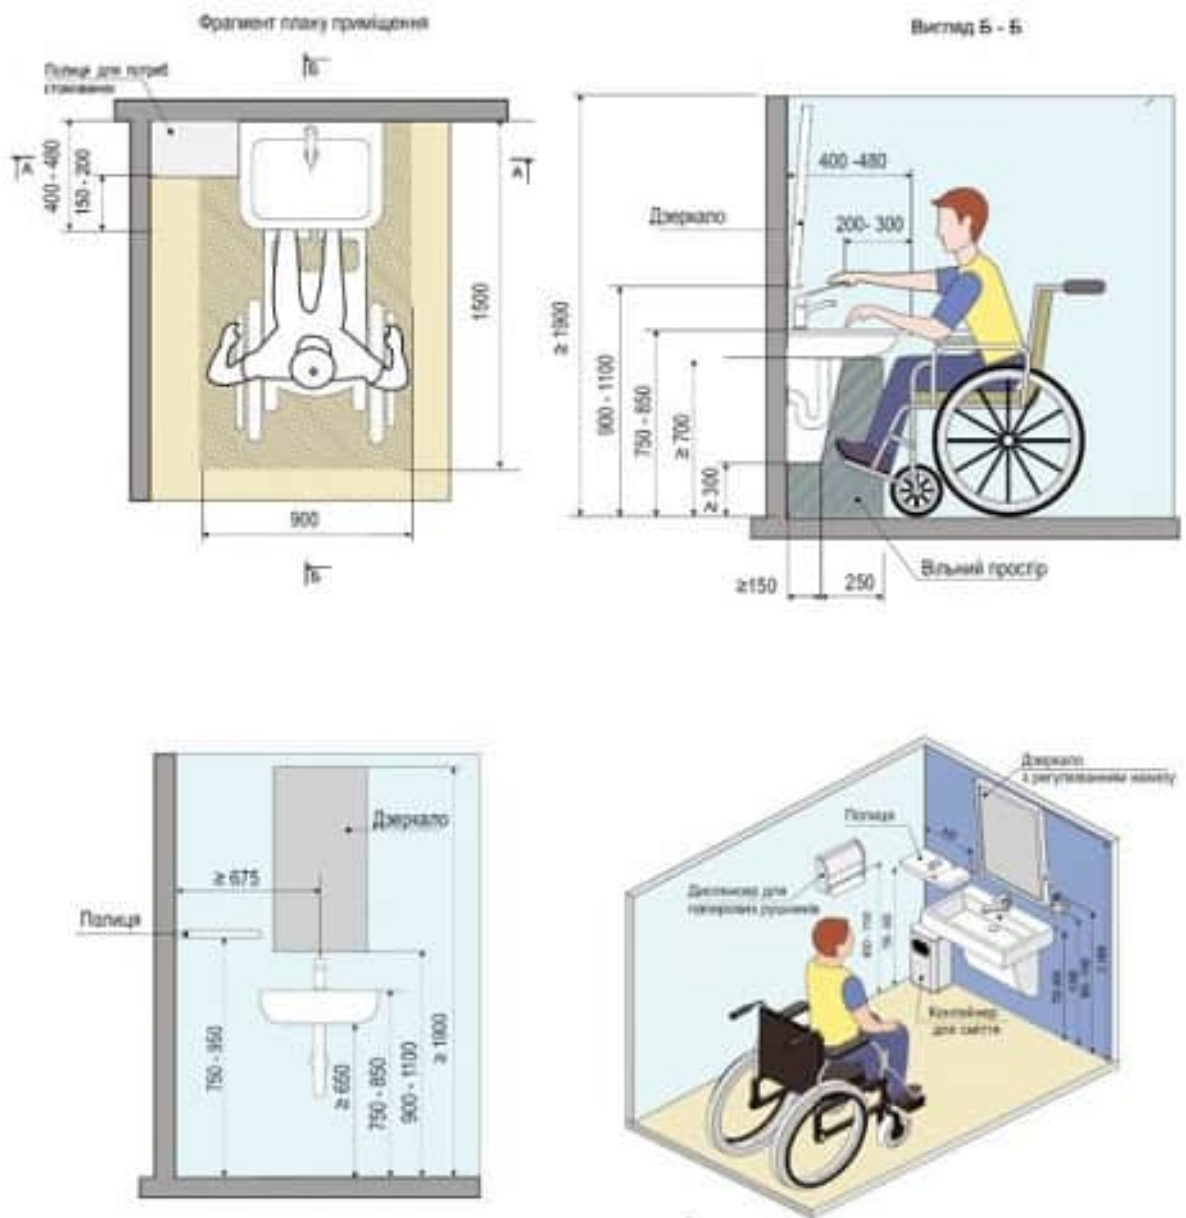 Фрагмент плану приміщення
Б
Полиця для потреб
стомованих
А
А
400 - 480
150 - 200
1500
900
Б
Вигляд Б - Б
400 -480
Дзеркало
200- 300
≥ 1900
900 - 1100
750 - 850
≥ 700
≥ 300
Вільний простір
≥150
250
Дзеркало
≥ 675
Полиця
750 - 950
≥ 650
750 - 850
900 - 1100
≥ 1900
Дзеркало
з регулюванням нахилу
Полиця
Диспенсер для
паперових рушників
Контейнер
для сміття